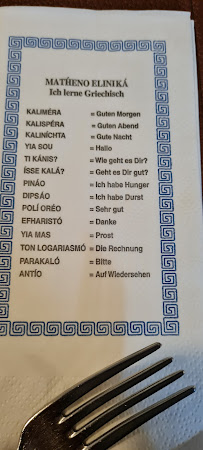 MATHENO ELINIKÁ
Ich lerne Griechisch
KALIMÉRA = Guten Morgen
KALISPÉRA = Guten Abend
KALINÍCHTA = Gute Nacht
YIA SOU = Hallo
TI KÁNIS? = Wie geht es Dir?
ÍSSE KALÁ? = Geht es Dir gut?
PINÁO = Ich habe Hunger
DIPSÁO = Ich habe Durst
POLÍ ORÉO = Sehr gut
EFHARISTÓ = Danke
YIA MAS = Prost
TON LOGARIASMÓ = Die Rechnung
PARAKALÓ = Bitte
ANTÍO = Auf Wiedersehen